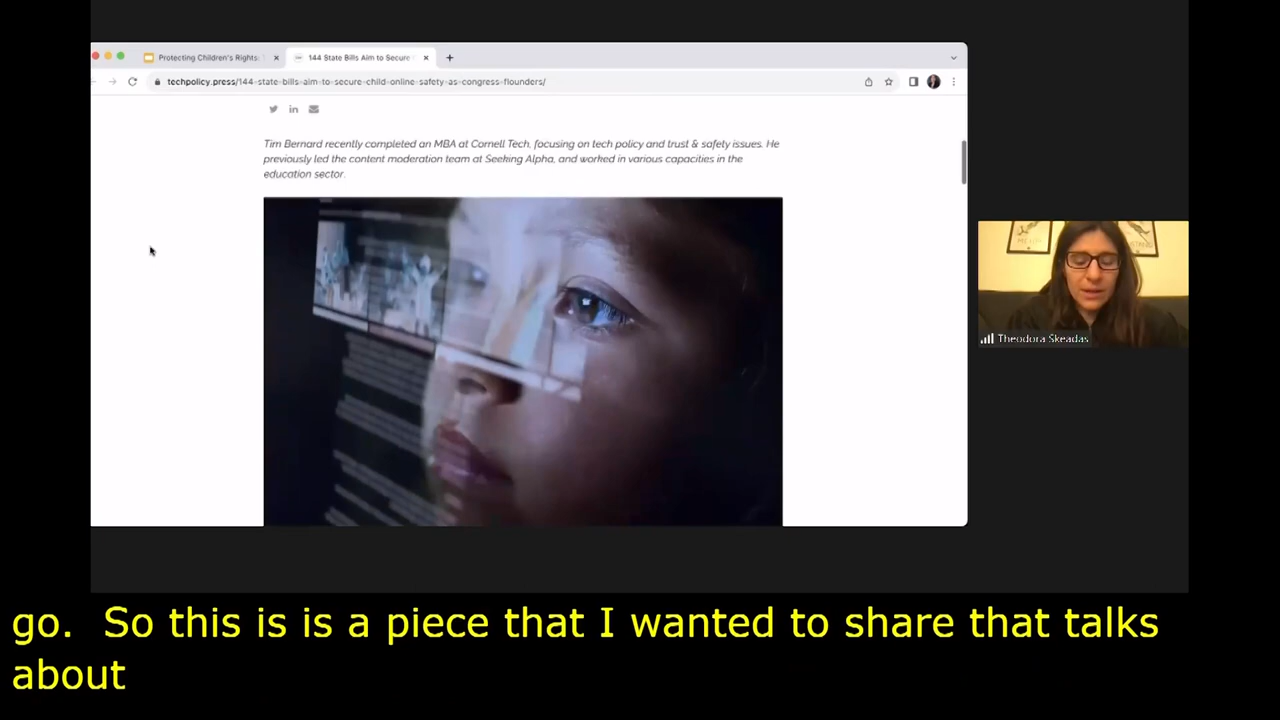 Protecting Children's Rights:
144 State Bills Aim to Secure
techpolicy.press/144-state-bills-aim-to-secure-child-online-safety-as-congress-flounders/
Tim Bernard recently completed an MBA at Cornell Tech, focusing on tech policy and trust & safety issues. He
previously led the content moderation team at Seeking Alpha, and worked in various capacities in the
education sector.
Theodora Skeadas
go.  So this is is a piece that I wanted to share that talks
about